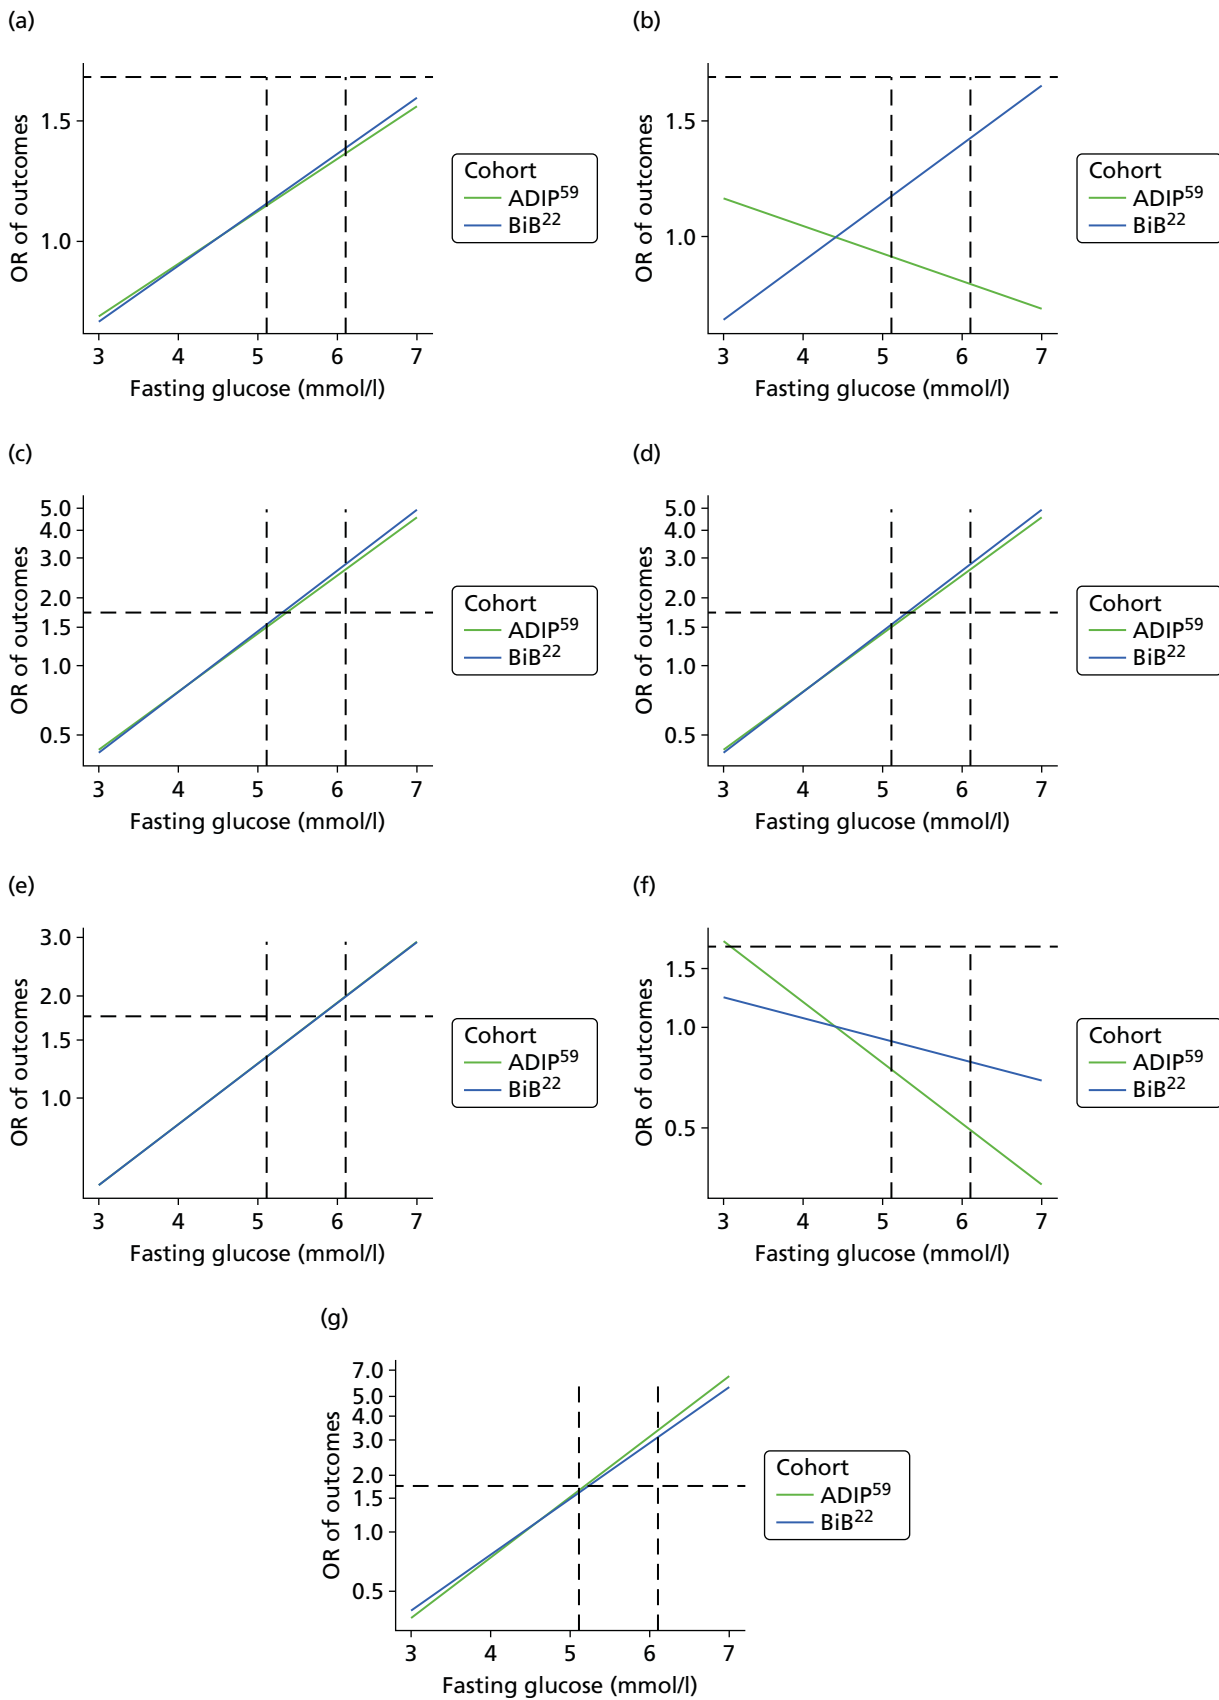 (a)
OR of outcomes
1.5
1.0
3 4 5 6 7
Fasting glucose (mmol/l)
Cohort
ADIP59
BiB22
(b)
OR of outcomes
1.5
1.0
3 4 5 6 7
Fasting glucose (mmol/l)
Cohort
ADIP59
BiB22
(c)
OR of outcomes
5.0
4.0
3.0
2.0
1.5
1.0
0.5
3 4 5 6 7
Fasting glucose (mmol/l)
Cohort
ADIP59
BiB22
(d)
OR of outcomes
5.0
4.0
3.0
2.0
1.5
1.0
0.5
3 4 5 6 7
Fasting glucose (mmol/l)
Cohort
ADIP59
BiB22
(e)
OR of outcomes
3.0
2.0
1.5
1.0
3 4 5 6 7
Fasting glucose (mmol/l)
Cohort
ADIP59
BiB22
(f)
OR of outcomes
1.5
1.0
0.5
3 4 5 6 7
Fasting glucose (mmol/l)
Cohort
ADIP59
BiB22
(g)
OR of outcomes
7.0
5.0
4.0
3.0
2.0
1.5
1.0
0.5
3 4 5 6 7
Fasting glucose (mmol/l)
Cohort
ADIP59
BiB22